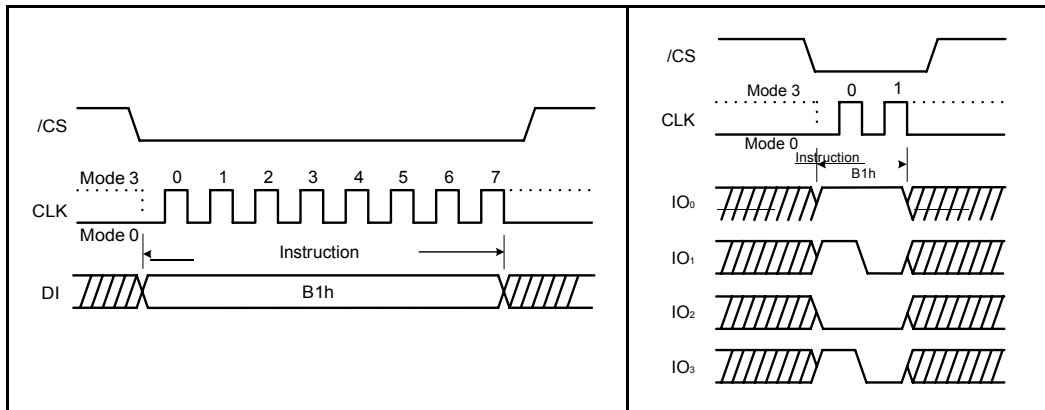 /CS
Mode 3 0 1 2 3 4 5 6 7
CLK
Mode 0
Instruction
DI B1h
/CS
Mode 3 0 1
CLK
Mode 0
Instruction
B1h
IO₀
IO₁
IO₂
IO₃